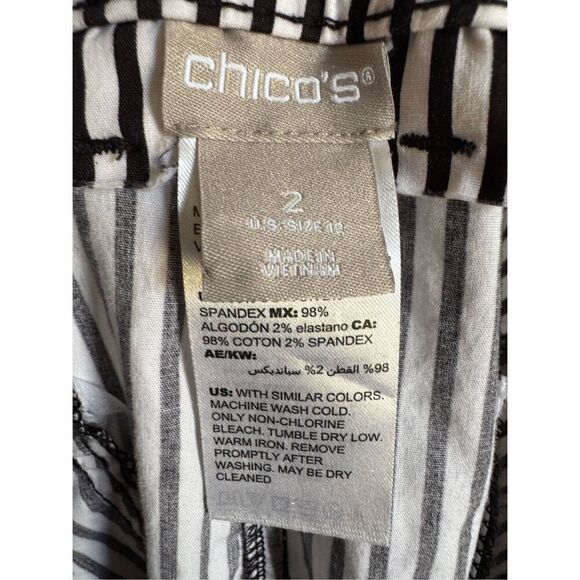 chico's®
2
U.S. SIZE 12
MADE IN
VIETNAM
SPANDEX MX: 98%
ALGODÓN 2% elastano CA:
98% COTON 2% SPANDEX
AE/KW:
98% القطن 2% سباندیكس
US: WITH SIMILAR COLORS.
MACHINE WASH COLD.
ONLY NON-CHLORINE
BLEACH. TUMBLE DRY LOW.
WARM IRON. REMOVE
PROMPTLY AFTER
WASHING. MAY BE DRY
CLEANED